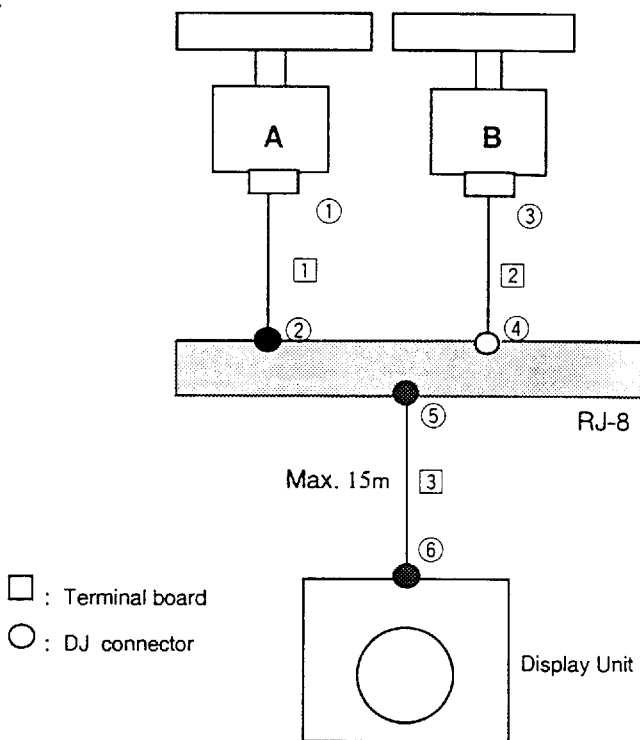 A B
① ③
1 2
② ④
⑤
RJ-8
Max. 15m 3
⑥
□ : Terminal board
○ : DJ connector
Display Unit